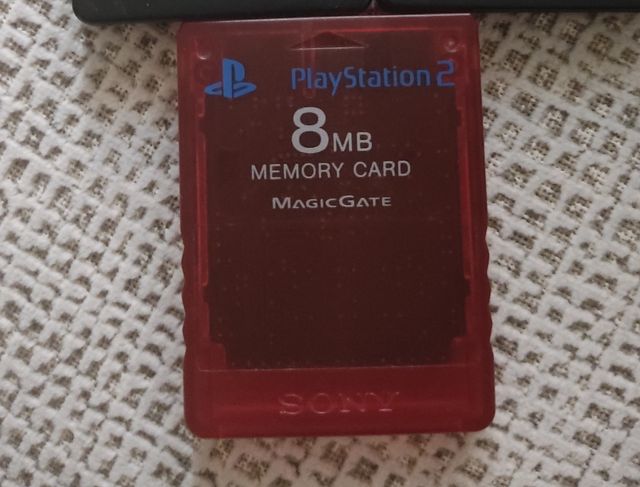 PlayStation 2
8MB
MEMORY CARD
MAGICGATE
SONY